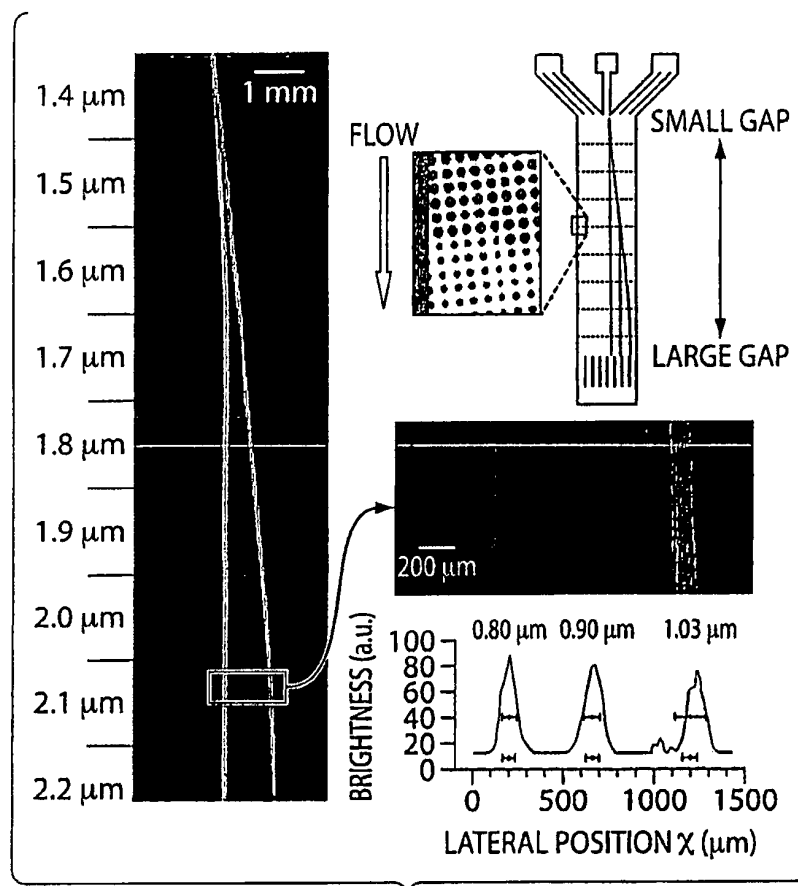 1.4 μm
1.5 μm
1.6 μm
1.7 μm
1.8 μm
1.9 μm
2.0 μm
2.1 μm
2.2 μm
1 mm
FLOW
SMALL GAP
LARGE GAP
200 μm
0.80 μm 0.90 μm 1.03 μm
BRIGHTNESS (a.u.)
100
80
60
40
20
0
0 500 1000 1500
LATERAL POSITION χ (μm)